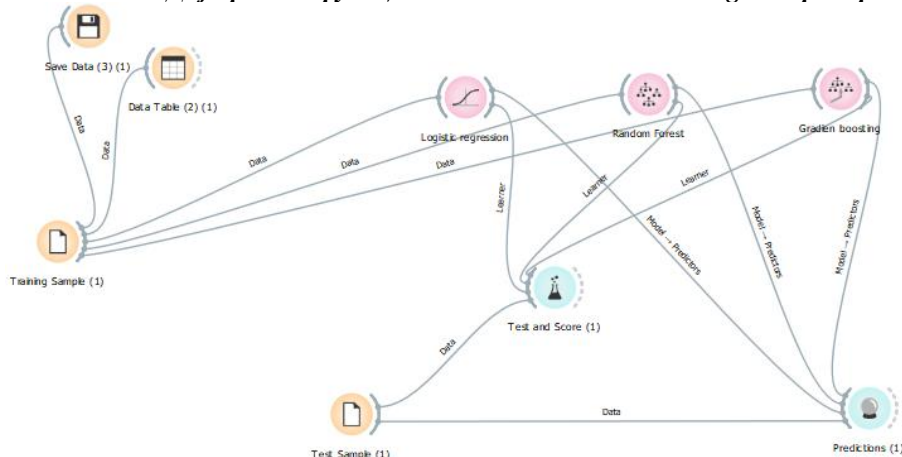 Save Data (3) (1)
Data Table (2) (1)
Logistic regression
Random Forest
Gradien boosting
Data
Data
Data
Data
Data
Learner
Learner
Learner
Model → Predictors
Model → Predictors
Model → Predictors
Training Sample (1)
Test and Score (1)
Data
Data
Test Sample (1)
Predictions (1)